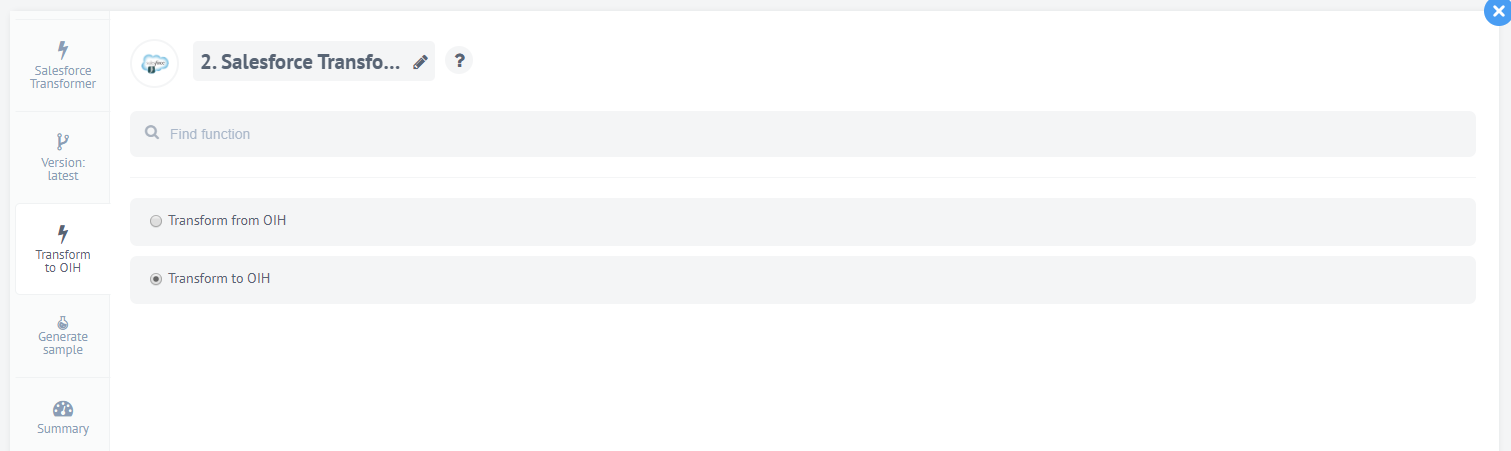 Salesforce
Transformer
Version:
latest
Transform
to OIH
Generate
sample
Summary
2. Salesforce Transfo...
?
Find function
Transform from OIH
Transform to OIH